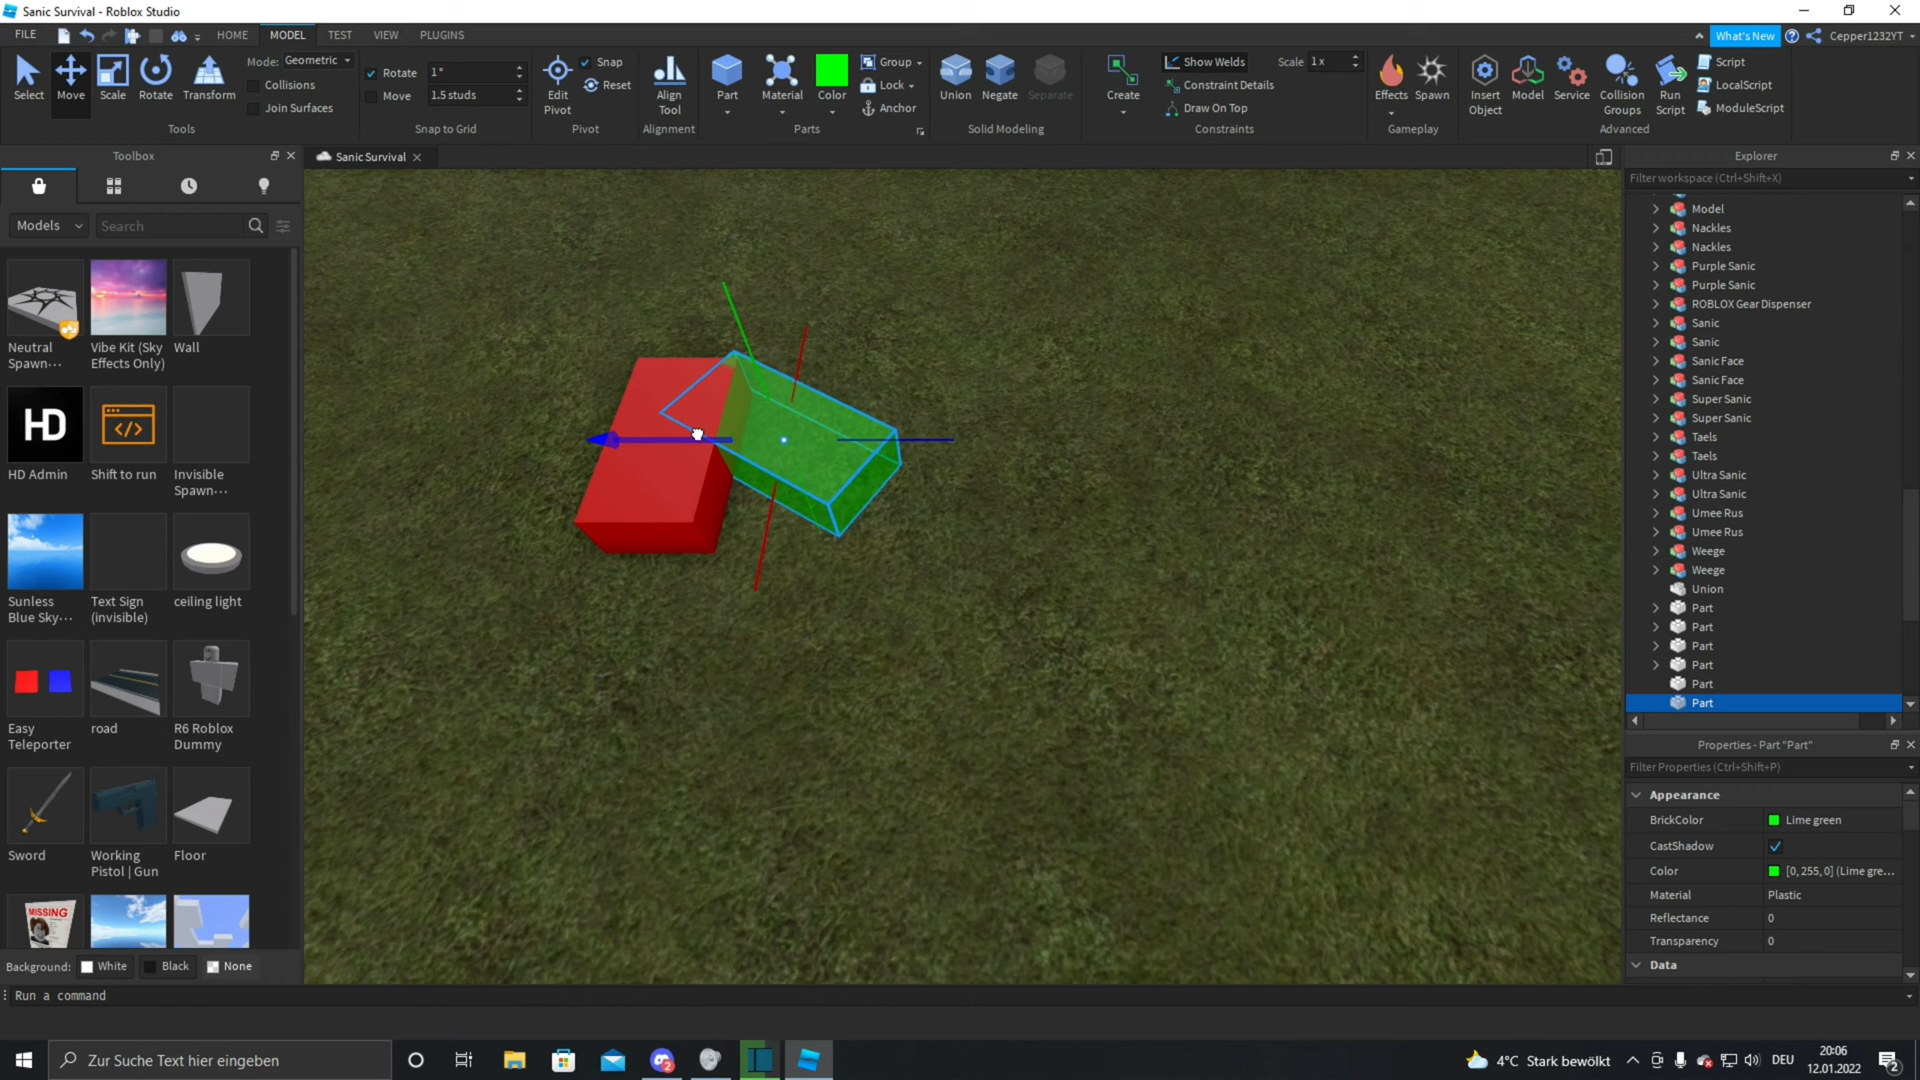 Sanic Survival - Roblox Studio
FILE HOME MODEL TEST VIEW PLUGINS What's New Cepper1232YT
Select Move Scale Rotate Transform
Mode: Geometric
Collisions
Join Surfaces
Tools
Rotate 1°
Move 1.5 studs
Snap to Grid
Edit Pivot
Snap
Reset
Pivot
Align Tool
Alignment
Part Material Color
Group
Lock
Anchor
Parts
Union Negate Separate
Solid Modeling
Create
Show Welds
Scale 1 x
Constraint Details
Draw On Top
Constraints
Effects Spawn
Gameplay
Insert Object
Model
Service
Collision Groups
Run Script
Script
LocalScript
ModuleScript
Advanced
Toolbox
Models Search
Neutral Spawn···
Vibe Kit (Sky Effects Only)
Wall
HD
HD Admin
Shift to run
Invisible Spawn···
Sunless Blue Sky···
Text Sign (invisible)
ceiling light
Easy Teleporter
road
R6 Roblox Dummy
Sword
Working Pistol | Gun
Floor
MISSING
Background: White Black None
Run a command
Sanic Survival
Explorer
Filter workspace (Ctrl+Shift+X)
Model
Nackles
Nackles
Purple Sanic
Purple Sanic
ROBLOX Gear Dispenser
Sanic
Sanic
Sanic Face
Sanic Face
Super Sanic
Super Sanic
Taels
Taels
Ultra Sanic
Ultra Sanic
Umee Rus
Umee Rus
Weege
Weege
Union
Part
Part
Part
Part
Part
Part
Properties - Part "Part"
Filter Properties (Ctrl+Shift+P)
Appearance
BrickColor Lime green
CastShadow
Color [0, 255, 0] (Lime gre...
Material Plastic
Reflectance 0
Transparency 0
Data
Zur Suche Text hier eingeben
2
4°C Stark bewölkt
DEU
20:06
12.01.2022
2